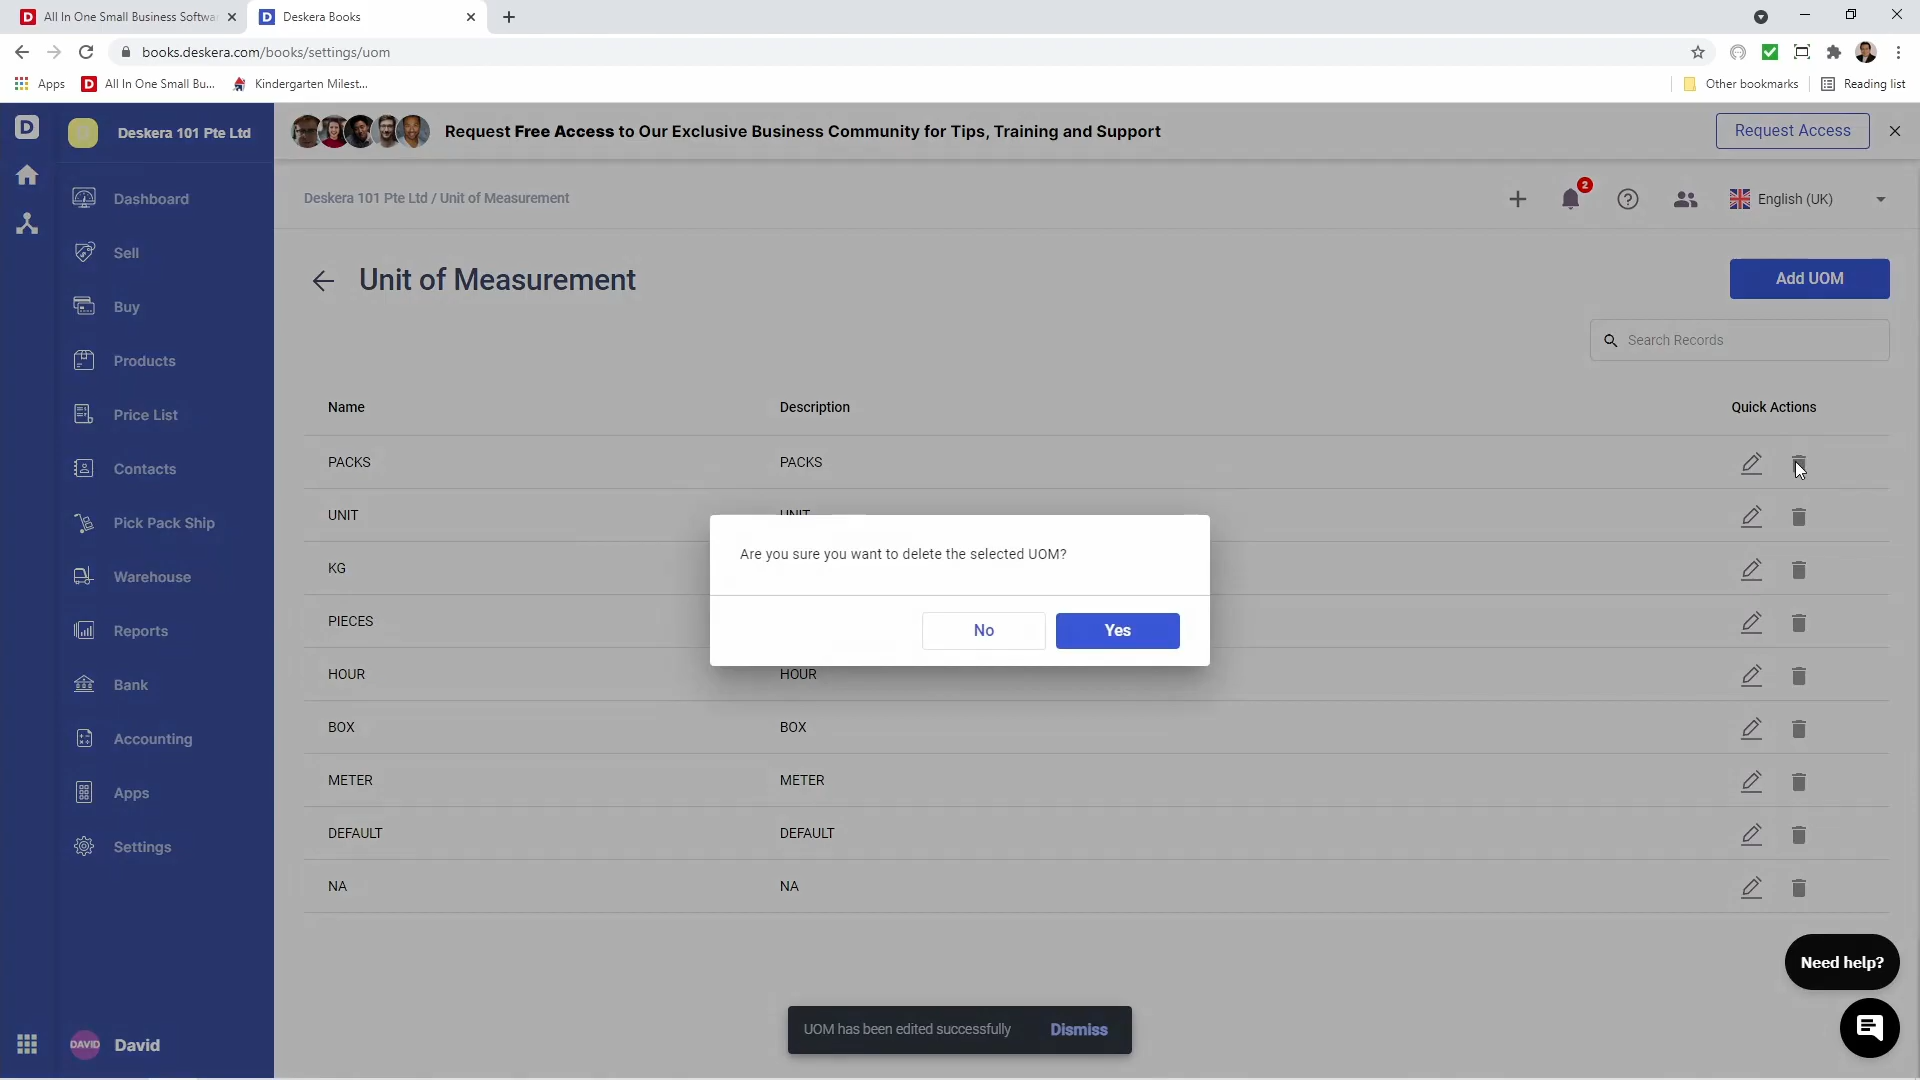 All In One Small Business Softwa
Deskera Books
books.deskera.com/books/settings/uom
Apps
All In One Small Bu...
Kindergarten Milest...
Other bookmarks
Reading list
Deskera 101 Pte Ltd
Request Free Access to Our Exclusive Business Community for Tips, Training and Support
Request Access
Dashboard
Sell
Buy
Products
Price List
Contacts
Pick Pack Ship
Warehouse
Reports
Bank
Accounting
Apps
Settings
DAVID
David
Deskera 101 Pte Ltd / Unit of Measurement
2
English (UK)
Unit of Measurement
Add UOM
Search Records
Name Description Quick Actions
PACKS PACKS
UNIT UNIT
KG
PIECES
HOUR HOUR
BOX BOX
METER METER
DEFAULT DEFAULT
NA NA
Are you sure you want to delete the selected UOM?
No Yes
Need help?
UOM has been edited successfully Dismiss